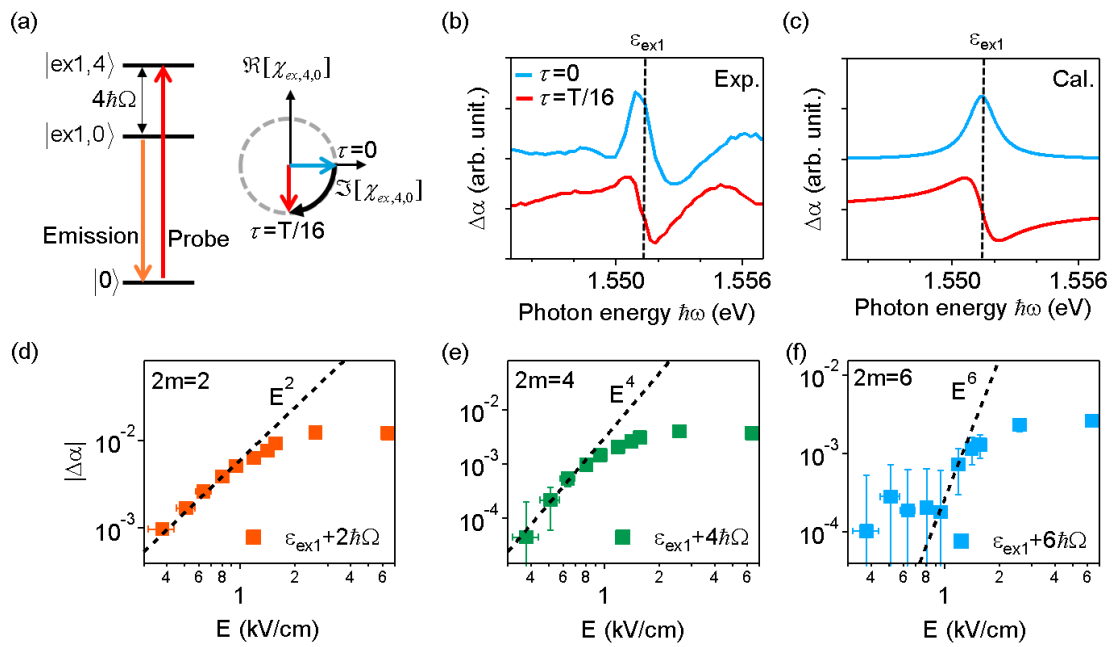 (a)
|ex1,4⟩
4ħΩ
|ex1,0⟩
Emission
Probe
|0⟩
ℜ[χex,4,0]
τ=0
ℑ[χex,4,0]
τ=T/16
(b)
εex1
τ=0
τ=T/16
Exp.
Δα (arb. unit.)
1.550
1.556
Photon energy ħω (eV)
(c)
εex1
Cal.
Δα (arb. unit.)
1.550
1.556
Photon energy ħω (eV)
(d)
2m=2
E²
|Δα|
10⁻²
10⁻³
εex1+2ħΩ
4 6 8 2 4 6
1
E (kV/cm)
(e)
2m=4
E⁴
10⁻²
10⁻³
10⁻⁴
εex1+4ħΩ
4 6 8 2 4 6
1
E (kV/cm)
(f)
2m=6
E⁶
10⁻²
10⁻³
10⁻⁴
εex1+6ħΩ
4 6 8 2 4 6
1
E (kV/cm)